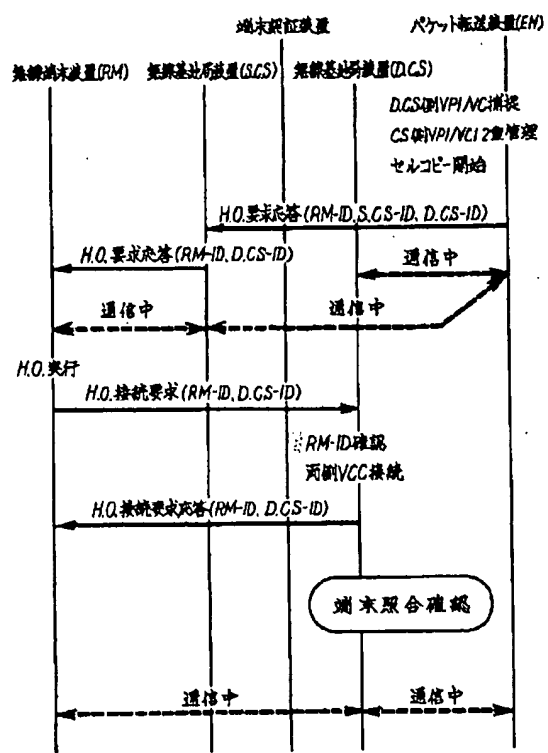 端末認証装置
パケット転送装置(EN)
無線端末装置(RM)
無線基地局装置(S.CS)
無線基地局装置(D.CS)
D.CS側VPI/VC捕捉
CS側VPI/VCI 2重管理
セルコピー開始
H.O.要求応答(RM-ID, S.CS-ID, D.CS-ID)
H.O.要求応答(RM-ID, D.CS-ID)
通信中
通信中
通信中
H.O.実行
H.O.接続要求(RM-ID, D.CS-ID)
RM-ID確認
両側VCC接続
H.O.接続要求応答(RM-ID, D.CS-ID)
端末照合確認
通信中
通信中